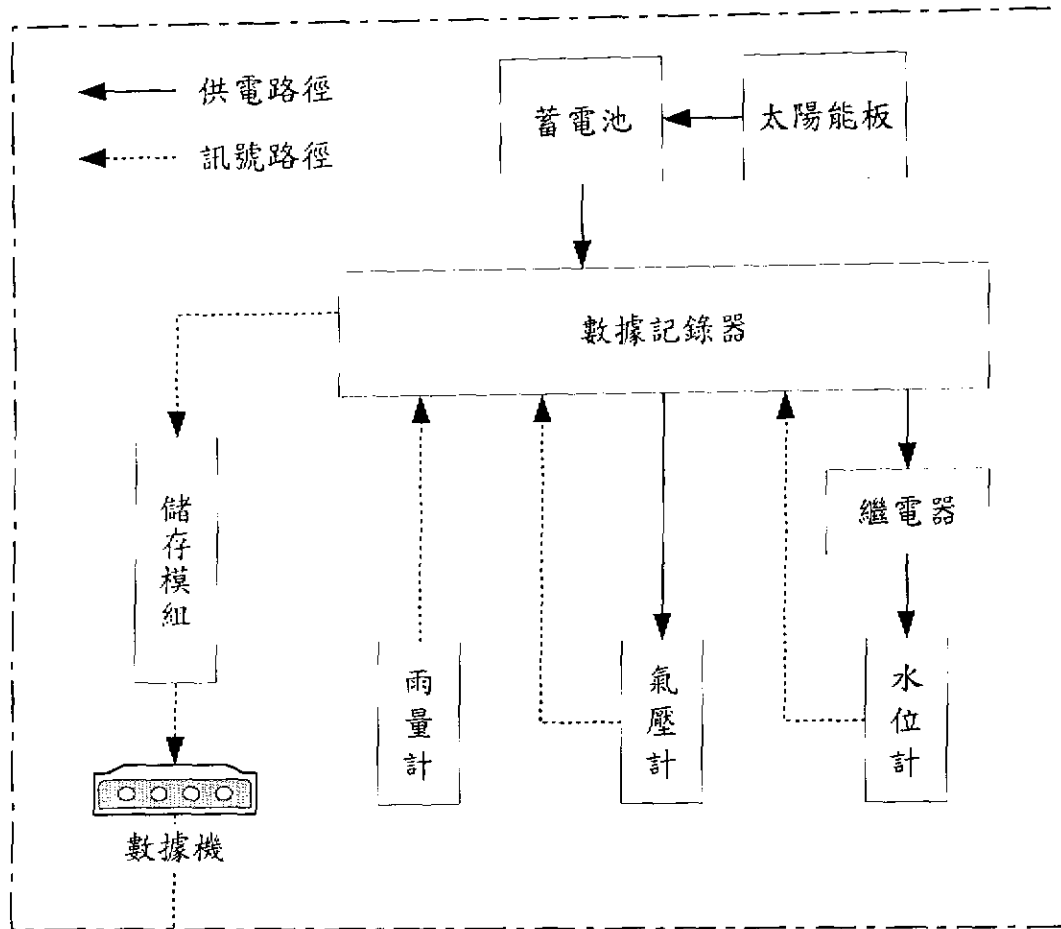 供電路徑
訊號路徑
蓄電池
太陽能板
數據記錄器
儲存模組
繼電器
雨量計
氣壓計
水位計
數據機